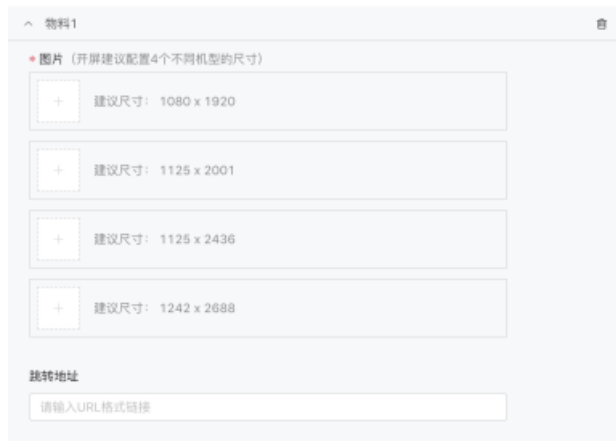 物料1
* 图片（开屏建议配置4个不同机型的尺寸）
建议尺寸： 1080 x 1920
建议尺寸： 1125 x 2001
建议尺寸： 1125 x 2436
建议尺寸： 1242 x 2688
跳转地址
请输入URL格式链接